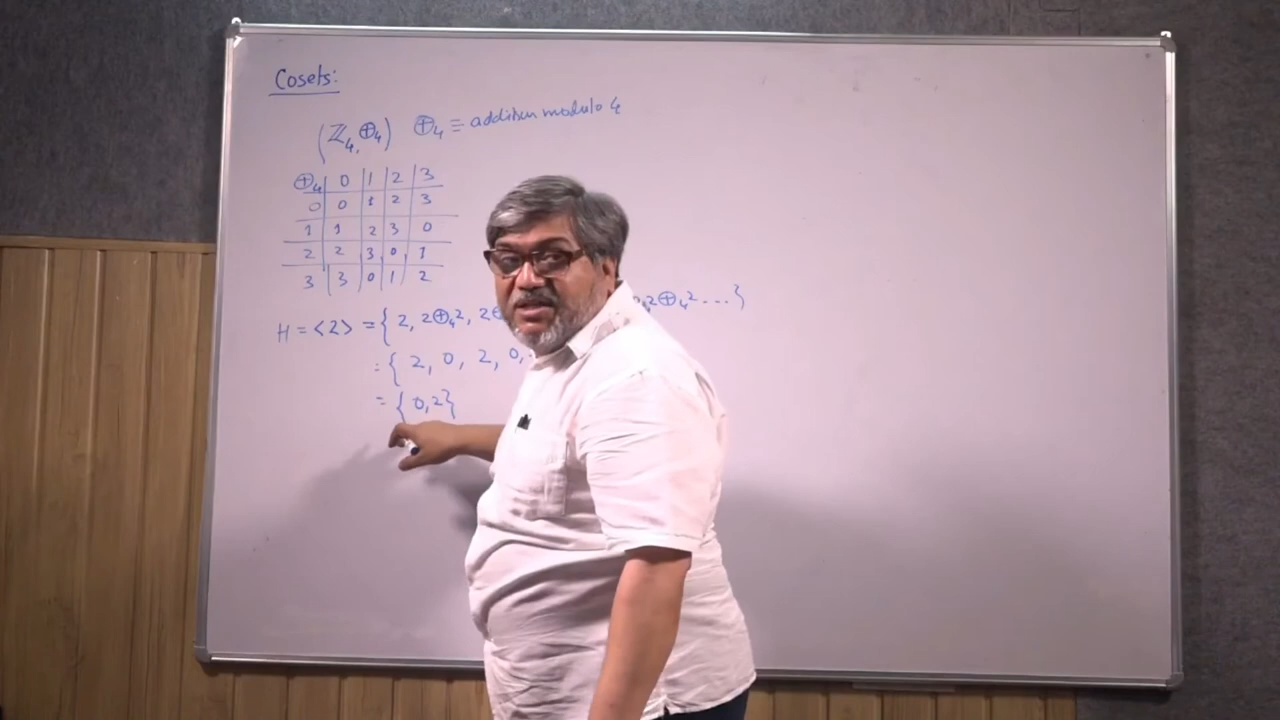 Cosets:
(ℤ₄, ⊕₄) ⊕₄ ≡ addition modulo 4
⊕₄ 0 1 2 3
0 0 1 2 3
1 1 2 3 0
2 2 3 0 1
3 3 0 1 2
H = <2> = { 2, 2⊕₄2, 2⊕ 2⊕₄2 ... }
= { 2, 0, 2, 0,
= { 0, 2 }